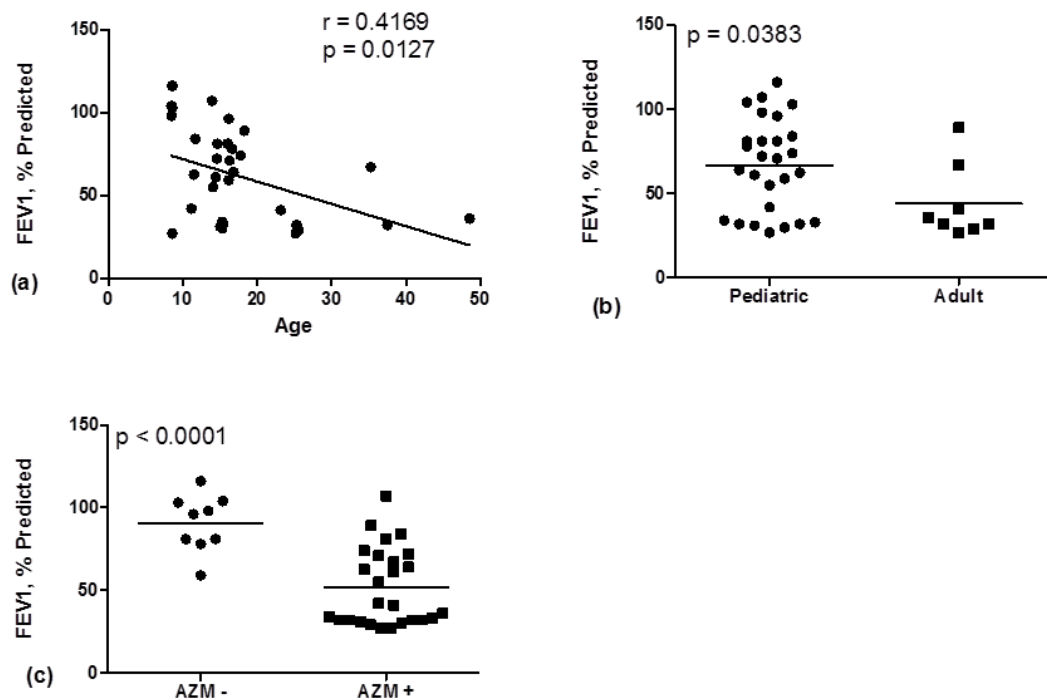 150
100
50
0
FEV1, % Predicted
r = 0.4169
p = 0.0127
0 10 20 30 40 50
Age
(a)
150
100
50
0
FEV1, % Predicted
p = 0.0383
Pediatric Adult
(b)
150
100
50
0
FEV1, % Predicted
p < 0.0001
AZM - AZM +
(c)